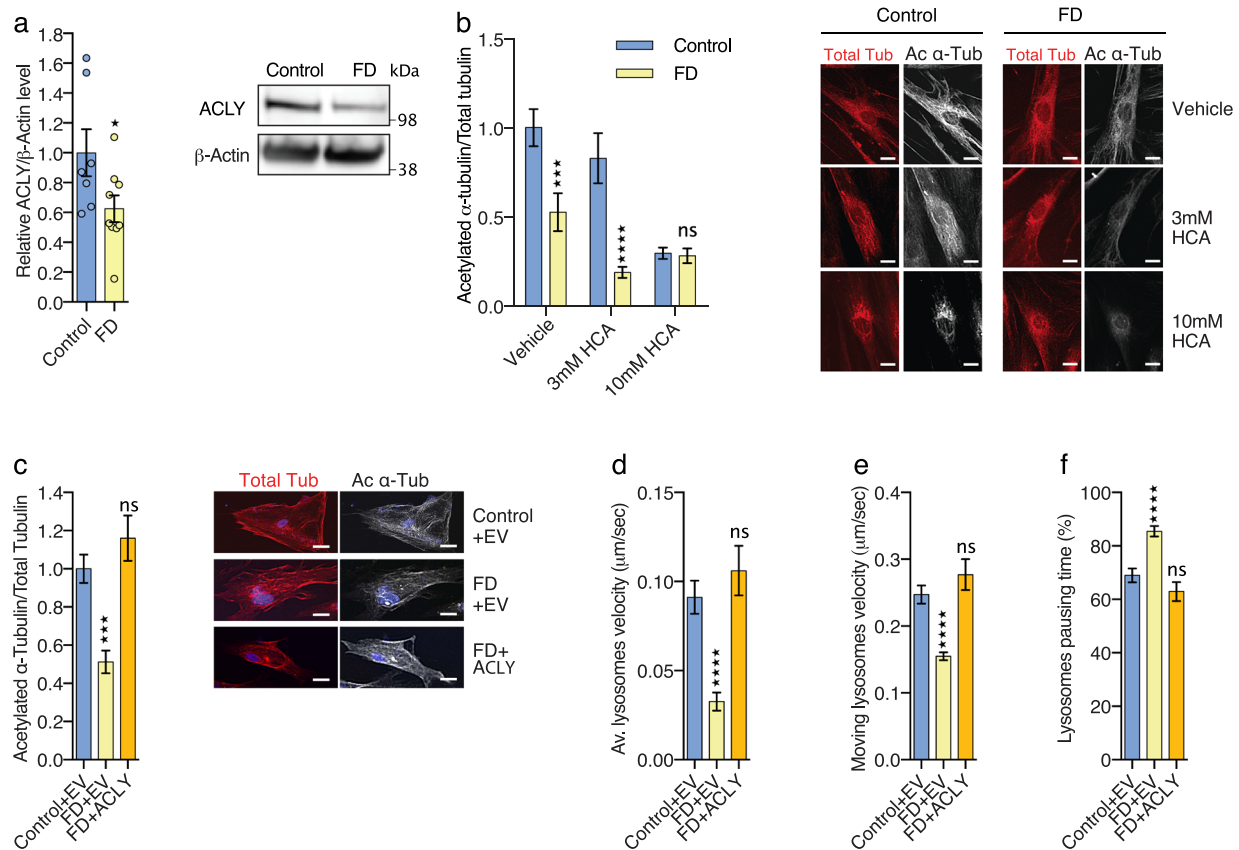 a
Relative ACLY/β-Actin level
1.8
1.6
1.4
1.2
1.0
0.8
0.6
0.4
0.2
0.0
★
Control
FD
Control FD kDa
ACLY
98
β-Actin
38
b
Acetylated α-tubulin/Total tubulin
1.5
1.0
0.5
0.0
Control
FD
★★★
★★★★
ns
Vehicle
3mM HCA
10mM HCA
Control FD
Total Tub Ac α-Tub Total Tub Ac α-Tub
Vehicle
3mM
HCA
10mM
HCA
c
Acetylated α-Tubulin/Total Tubulin
1.4
1.2
1.0
0.8
0.6
0.4
0.2
0.0
★★★
ns
Control+EV
FD+EV
FD+ACLY
Total Tub Ac α-Tub
Control
+EV
FD
+EV
FD+
ACLY
d
Av. lysosomes velocity (μm/sec)
0.15
0.10
0.05
0.00
★★★★
ns
Control+EV
FD+EV
FD+ACLY
e
Moving lysosomes velocity (μm/sec)
0.4
0.3
0.2
0.1
0.0
★★★★
ns
Control+EV
FD+EV
FD+ACLY
f
Lysosomes pausing time (%)
100
80
60
40
20
0
★★★★
ns
Control+EV
FD+EV
FD+ACLY